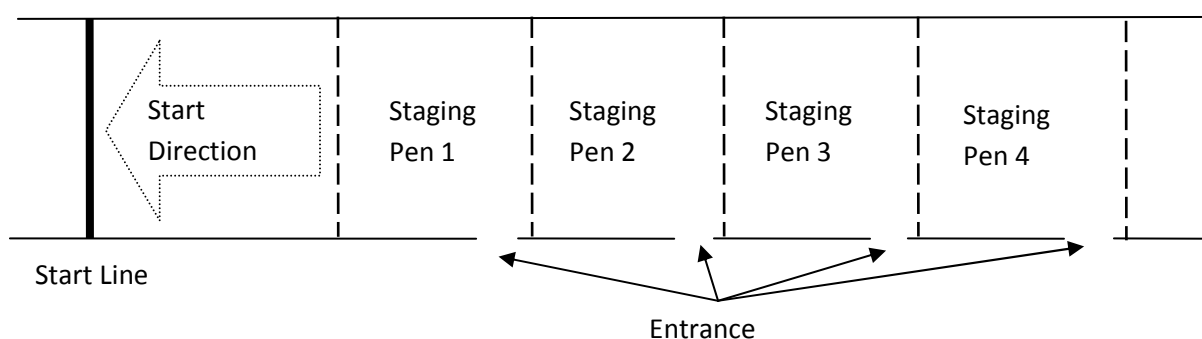 Start
Direction
Staging
Pen 1
Staging
Pen 2
Staging
Pen 3
Staging
Pen 4
Start Line
Entrance